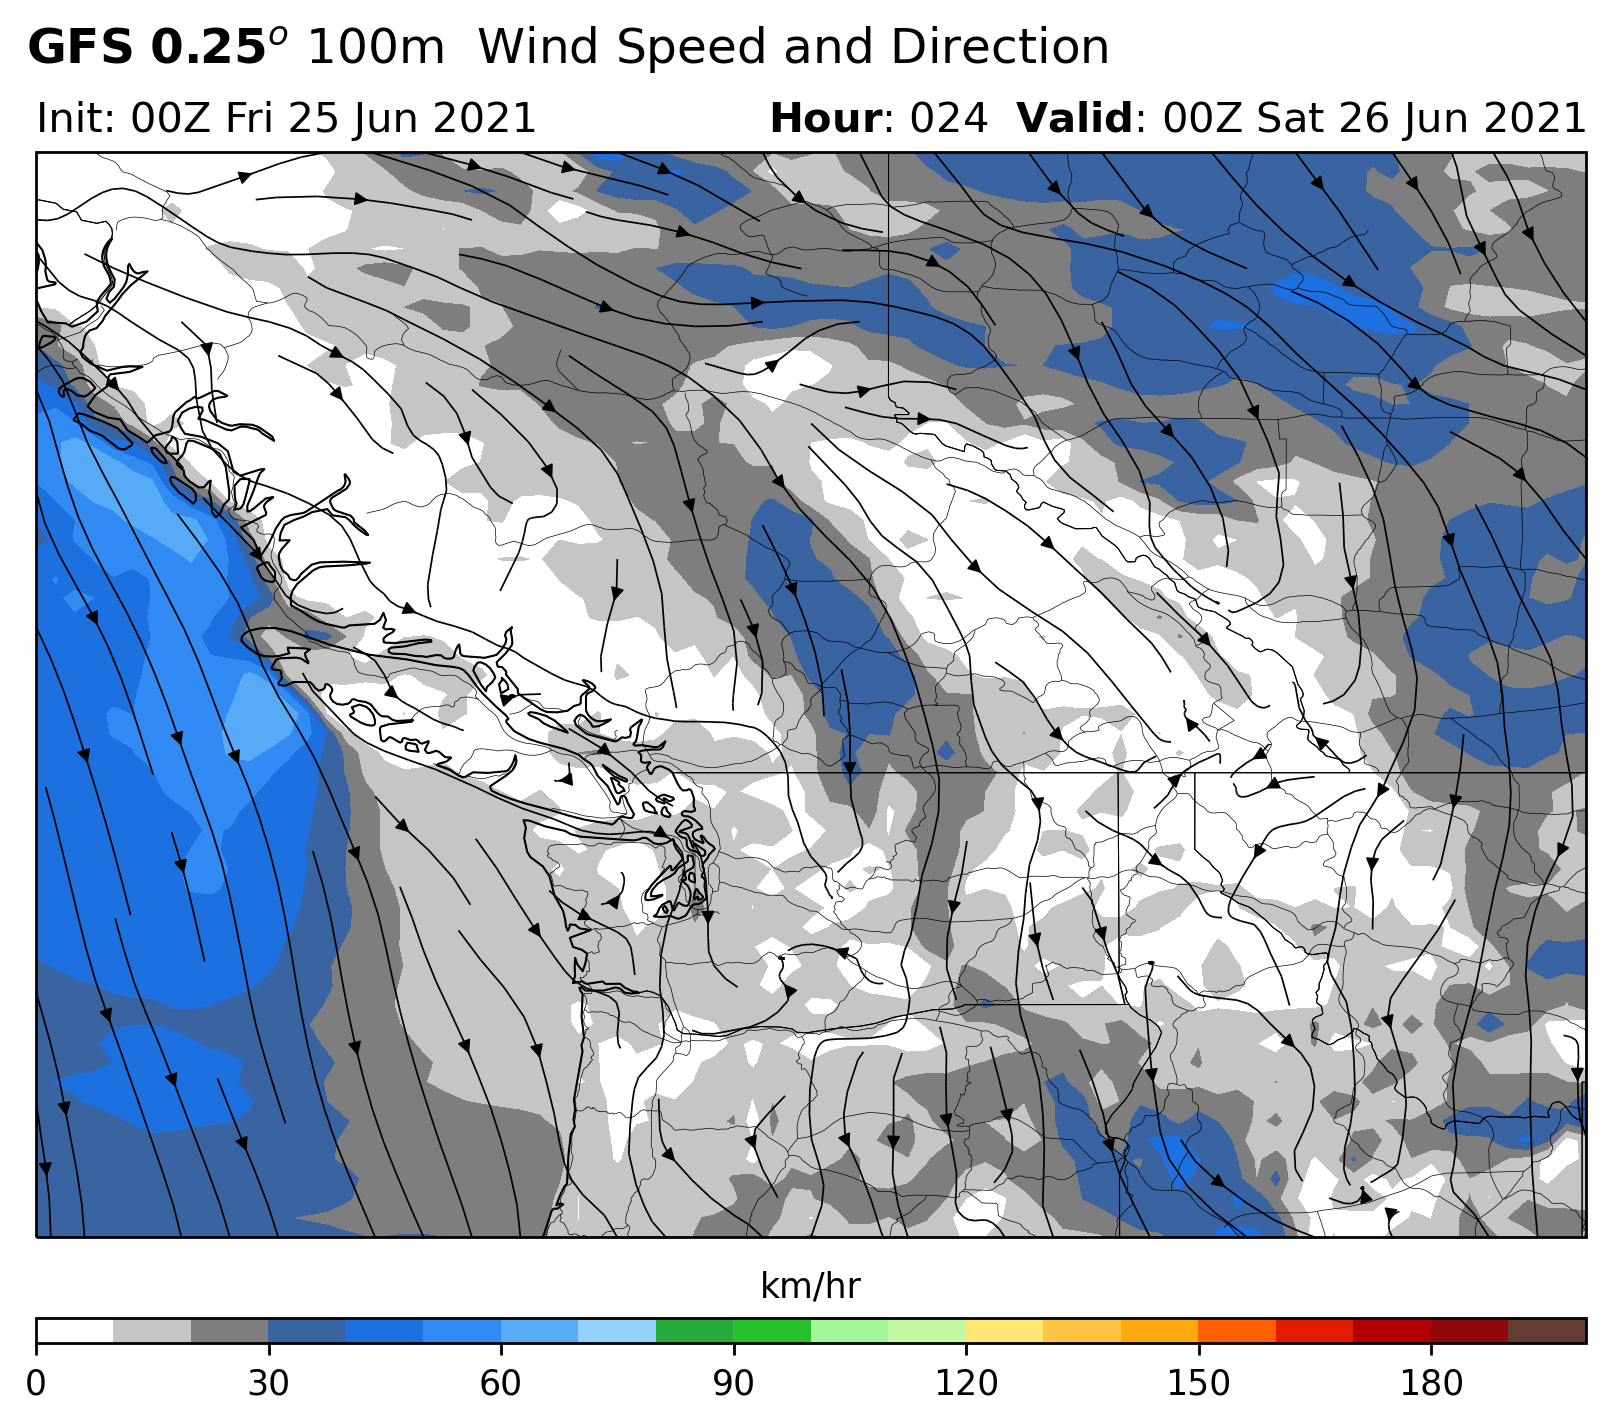 GFS 0.25° 100m Wind Speed and Direction
Init: 00Z Fri 25 Jun 2021 Hour: 024 Valid: 00Z Sat 26 Jun 2021
km/hr
0 30 60 90 120 150 180